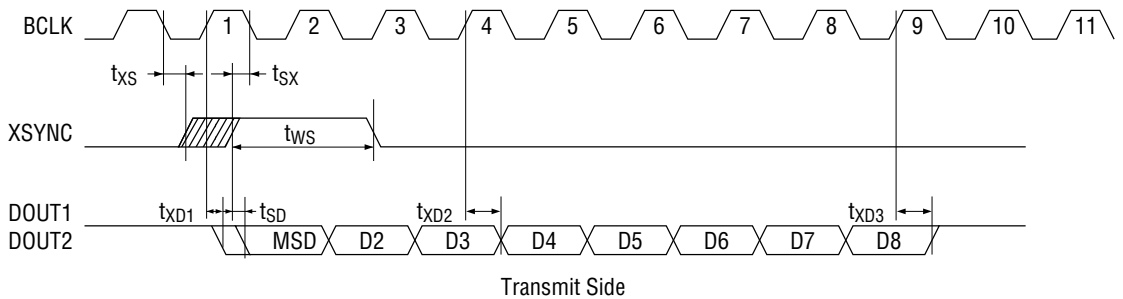 BCLK 1 2 3 4 5 6 7 8 9 10 11
tXS tSX
XSYNC tWS
DOUT1 tXD1 tSD tXD2 tXD3
DOUT2 MSD D2 D3 D4 D5 D6 D7 D8
Transmit Side